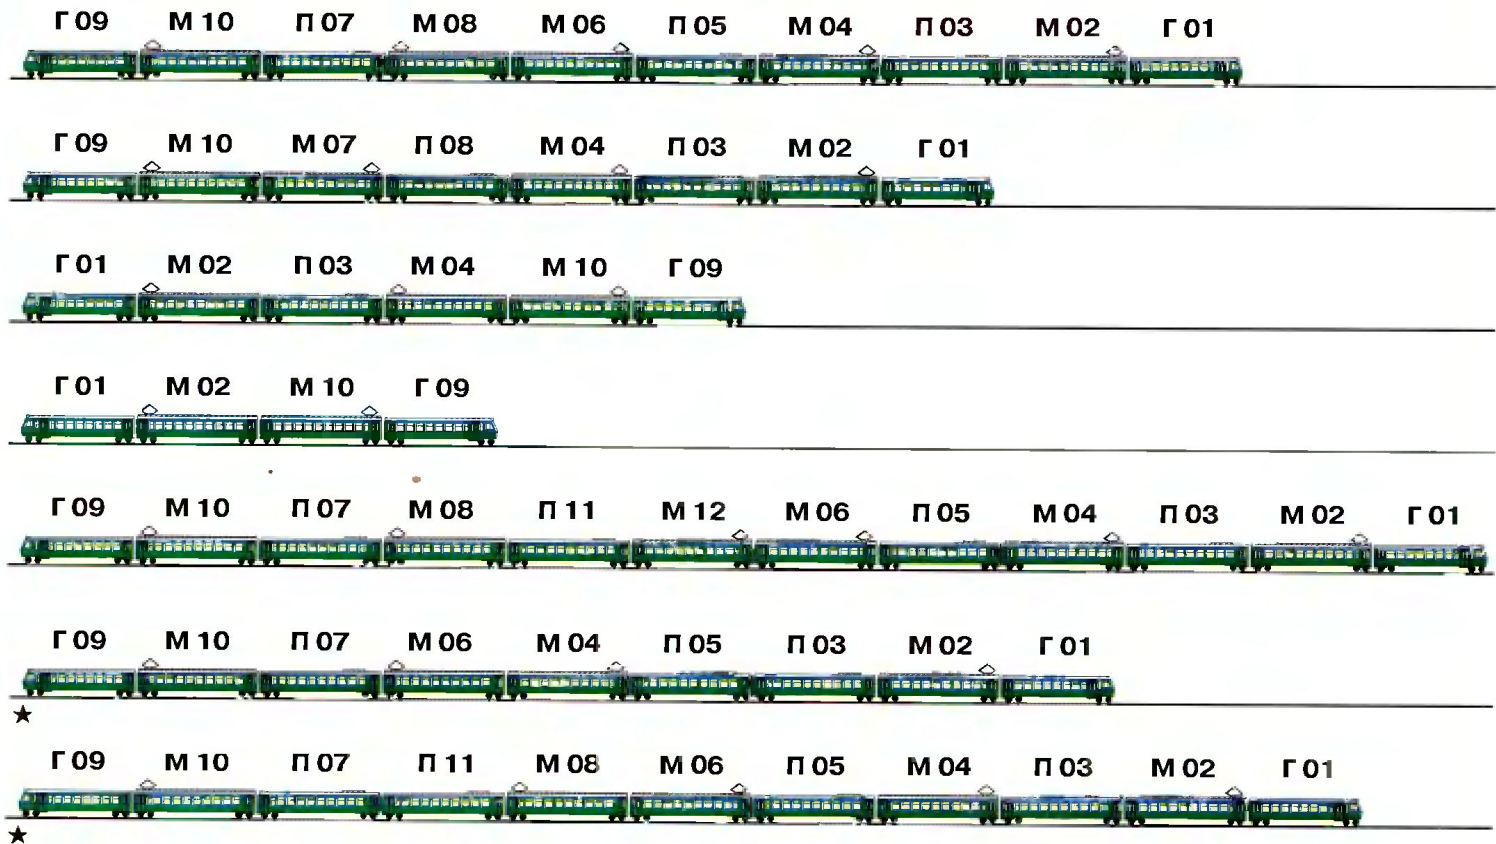 Г 09 М 10 П 07 М 08 М 06 П 05 М 04 П 03 М 02 Г 01
Г 09 М 10 М 07 П 08 М 04 П 03 М 02 Г 01
Г 01 М 02 П 03 М 04 М 10 Г 09
Г 01 М 02 М 10 Г 09
Г 09 М 10 П 07 М 08 П 11 М 12 М 06 П 05 М 04 П 03 М 02 Г 01
Г 09 М 10 П 07 М 06 М 04 П 05 П 03 М 02 Г 01
Г 09 М 10 П 07 П 11 М 08 М 06 П 05 М 04 П 03 М 02 Г 01